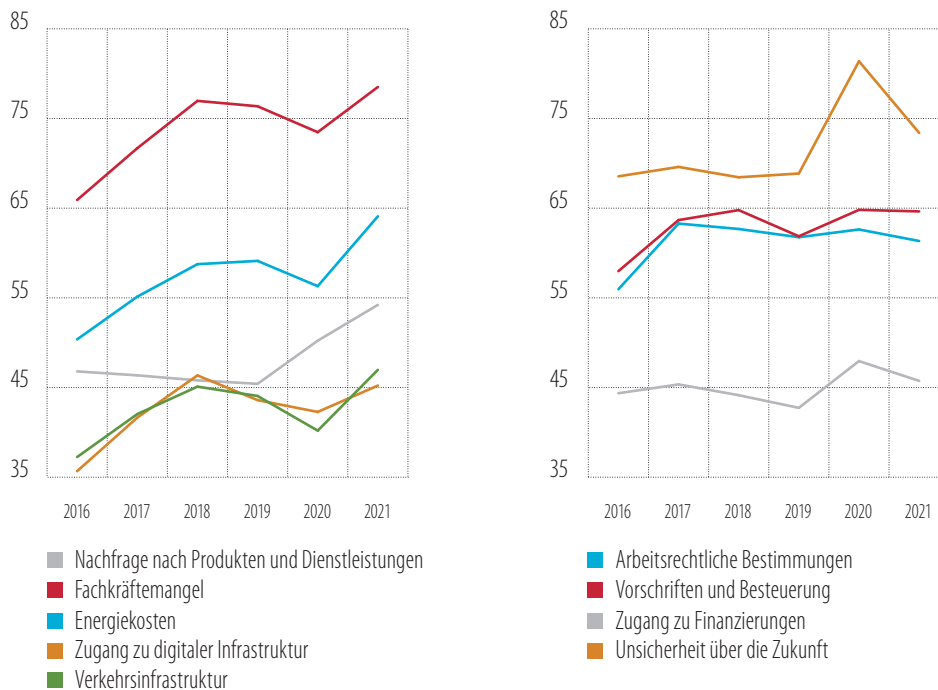 85
75
65
55
45
35
2016 2017 2018 2019 2020 2021
Nachfrage nach Produkten und Dienstleistungen
Fachkräftemangel
Energiekosten
Zugang zu digitaler Infrastruktur
Verkehrsinfrastruktur
85
75
65
55
45
35
2016 2017 2018 2019 2020 2021
Arbeitsrechtliche Bestimmungen
Vorschriften und Besteuerung
Zugang zu Finanzierungen
Unsicherheit über die Zukunft